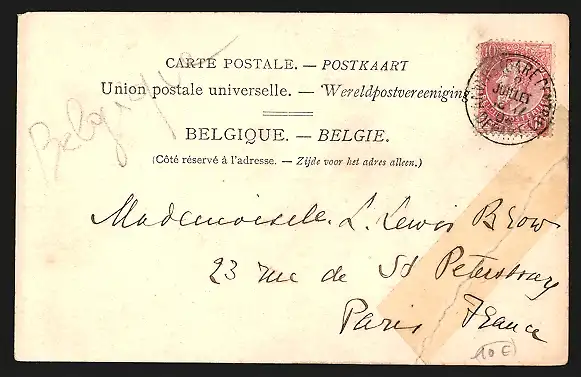 CARTE POSTALE. — POSTKAART
Union postale universelle. — Wereldpostvereeniging.
BELGIQUE. — BELGIE.
(Côté réservé à l'adresse. — Zijde voor het adres alleen.)
Belgique
JUILLET
Mademoiselle. L. Lewis Brow
23 rue de St Petersbourg
Paris France
10 €